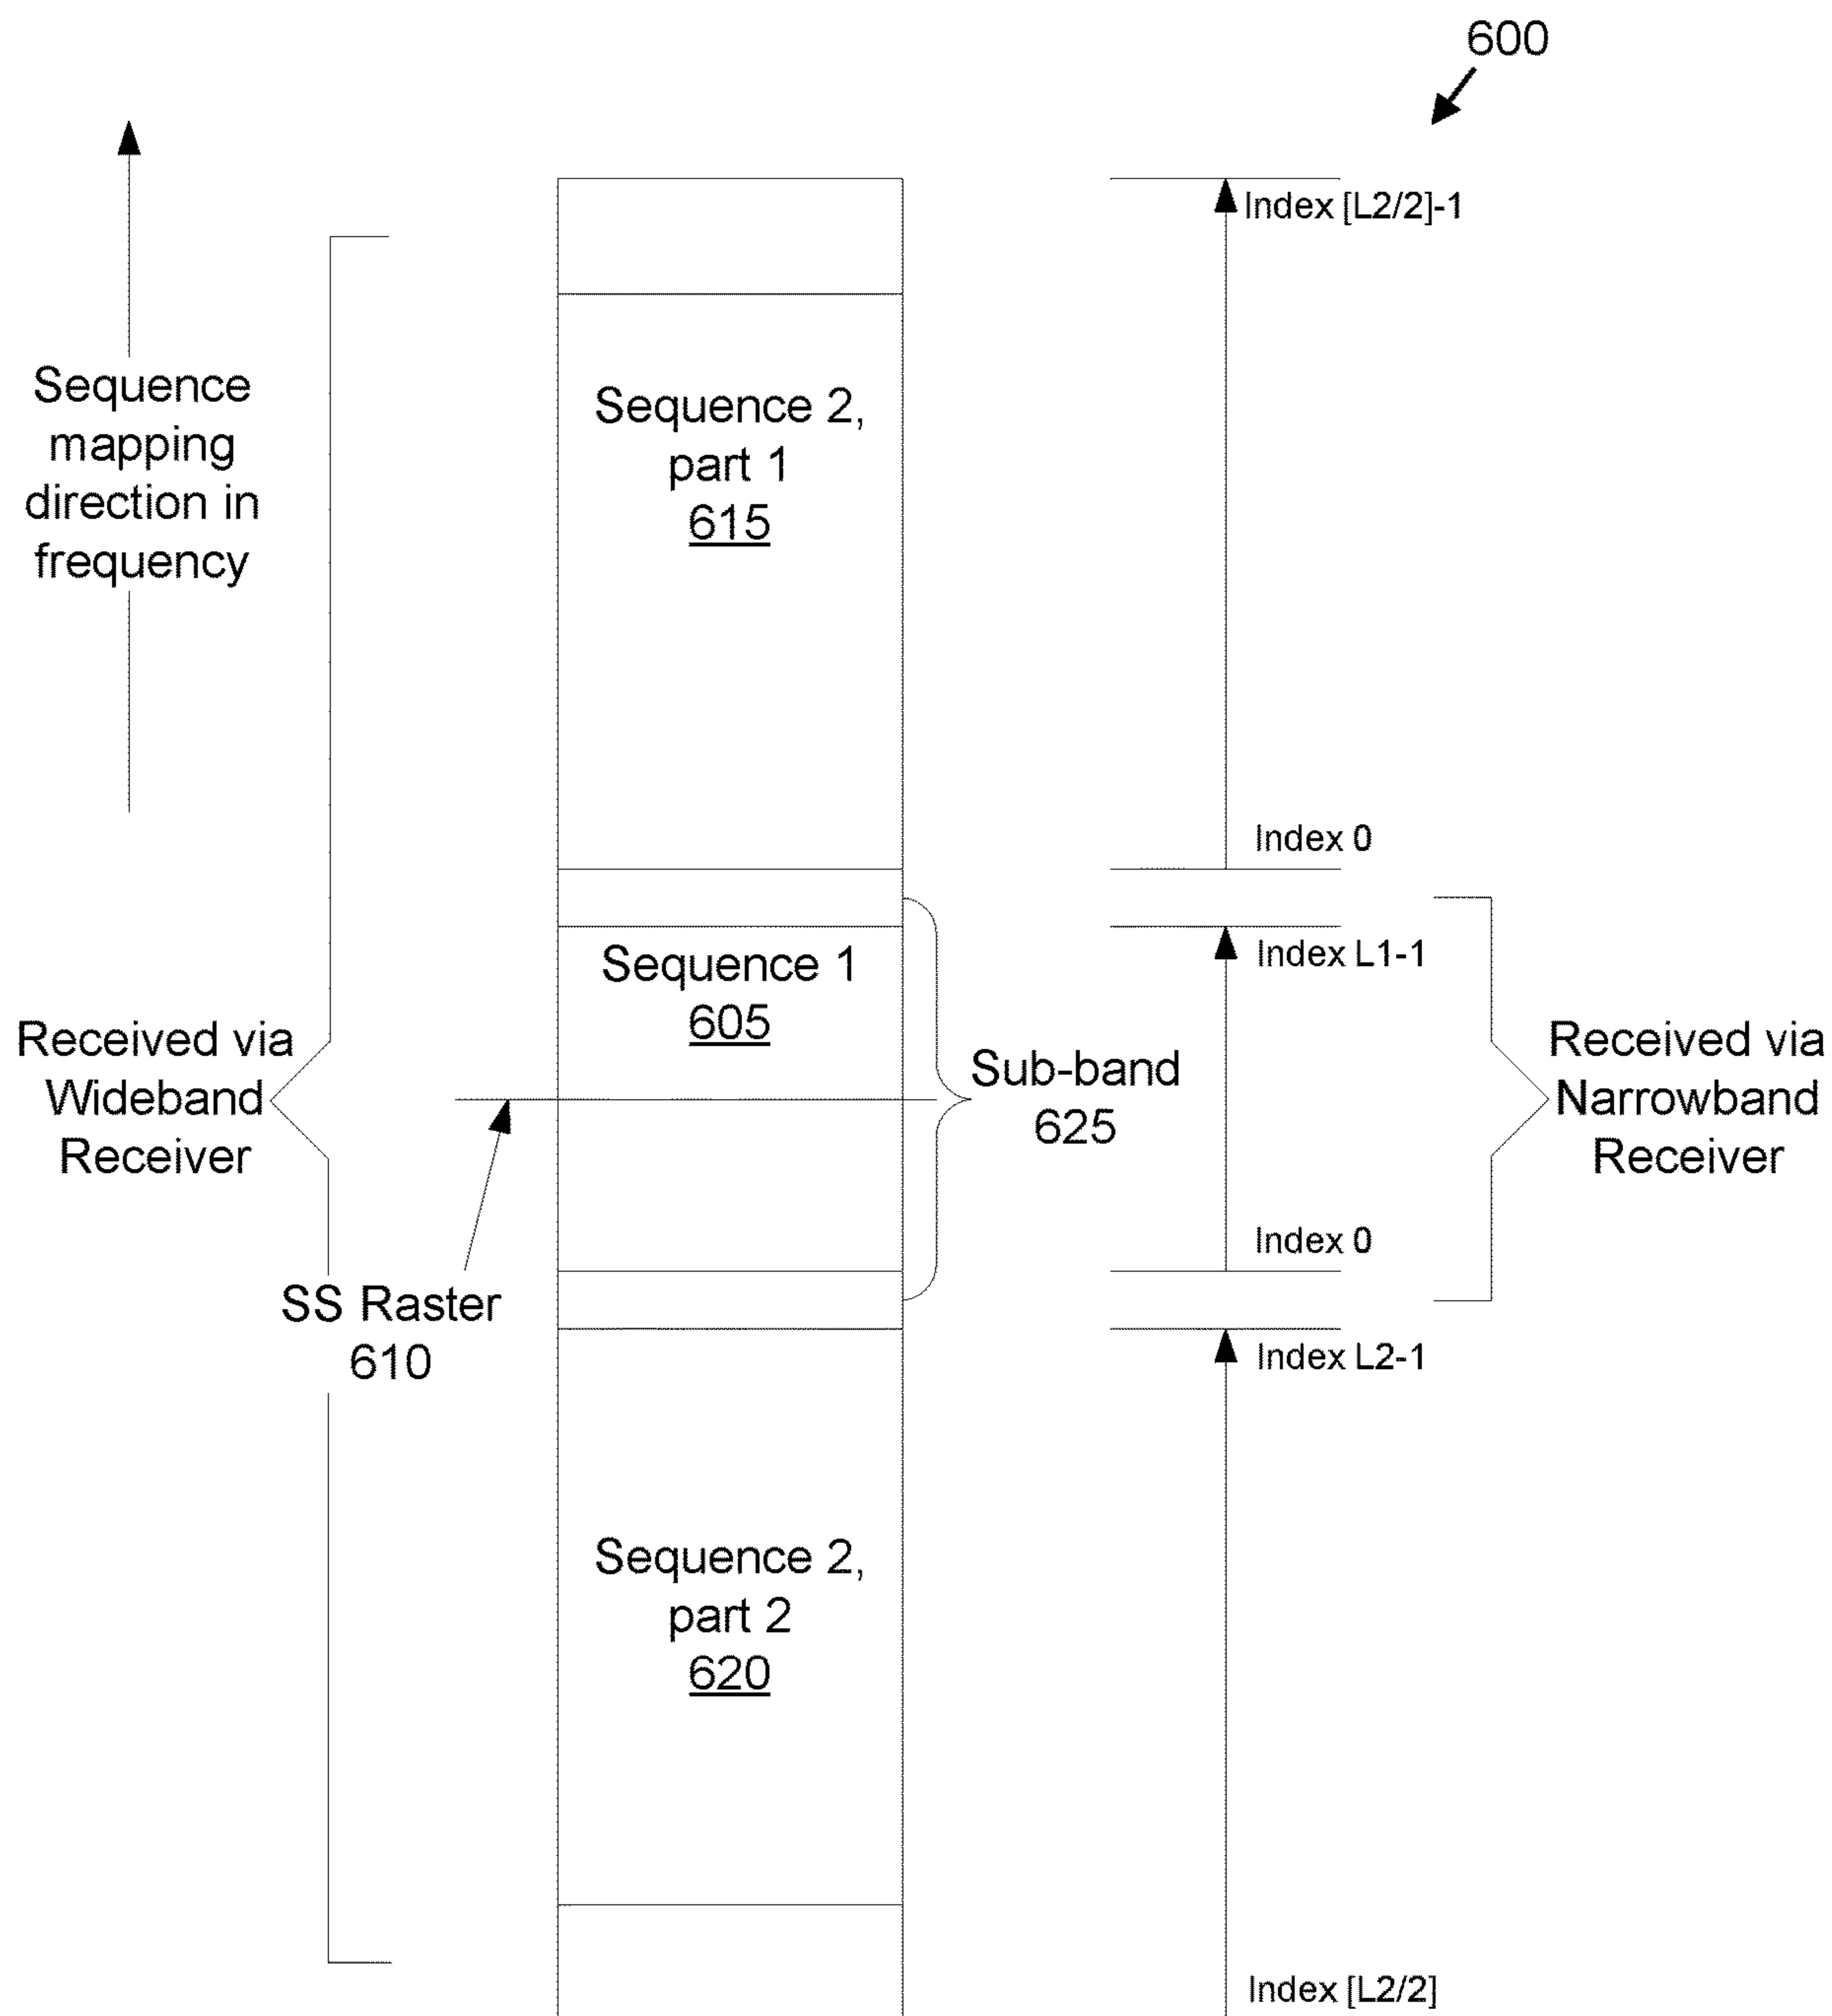 600
Index [L2/2]-1
Sequence
mapping
direction in
frequency
Sequence 2,
part 1
615
Index 0
Index L1-1
Sequence 1
605
Received via
Wideband
Receiver
Sub-band
625
Received via
Narrowband
Receiver
Index 0
SS Raster
610
Index L2-1
Sequence 2,
part 2
620
Index [L2/2]